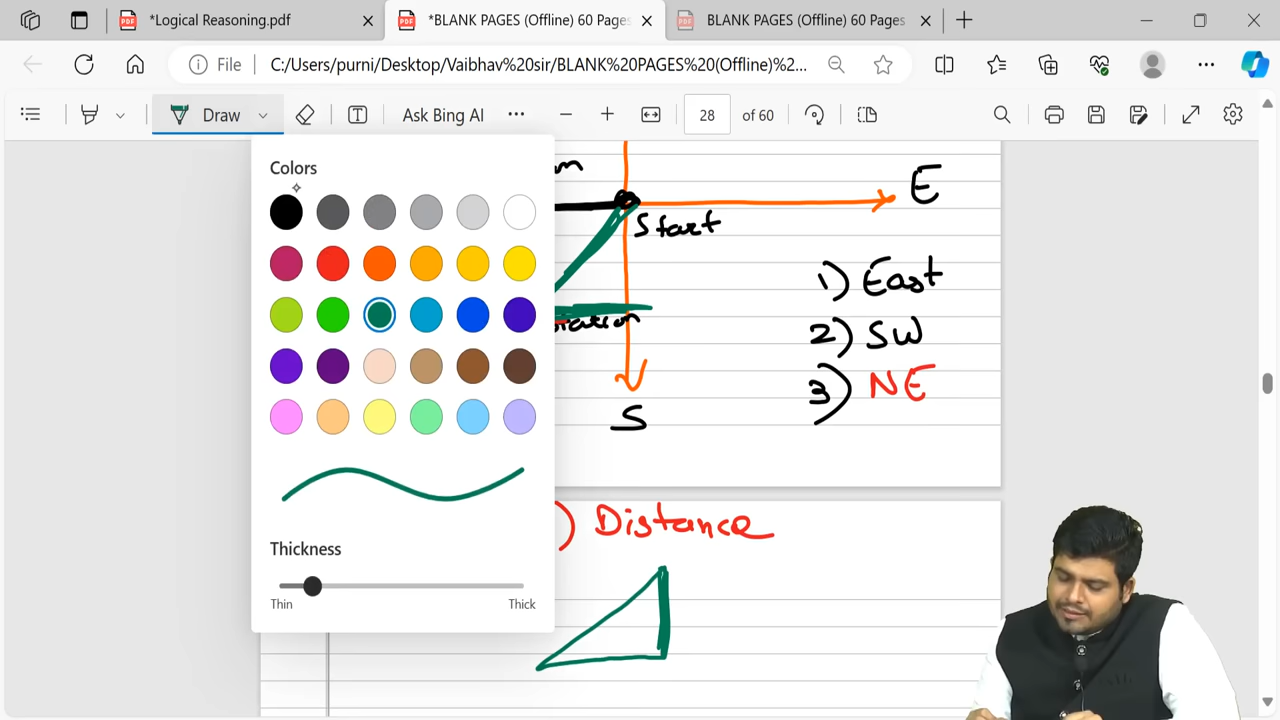 *Logical Reasoning.pdf
*BLANK PAGES (Offline) 60 Pages
BLANK PAGES (Offline) 60 Pages
File
C:/Users/purni/Desktop/Vaibhav%20sir/BLANK%20PAGES%20(Offline)%2...
Draw
Ask Bing AI
28 of 60
Colors
Thickness
Thin
Thick
E
Start
1) East
2) SW
3) NE
S
) Distance